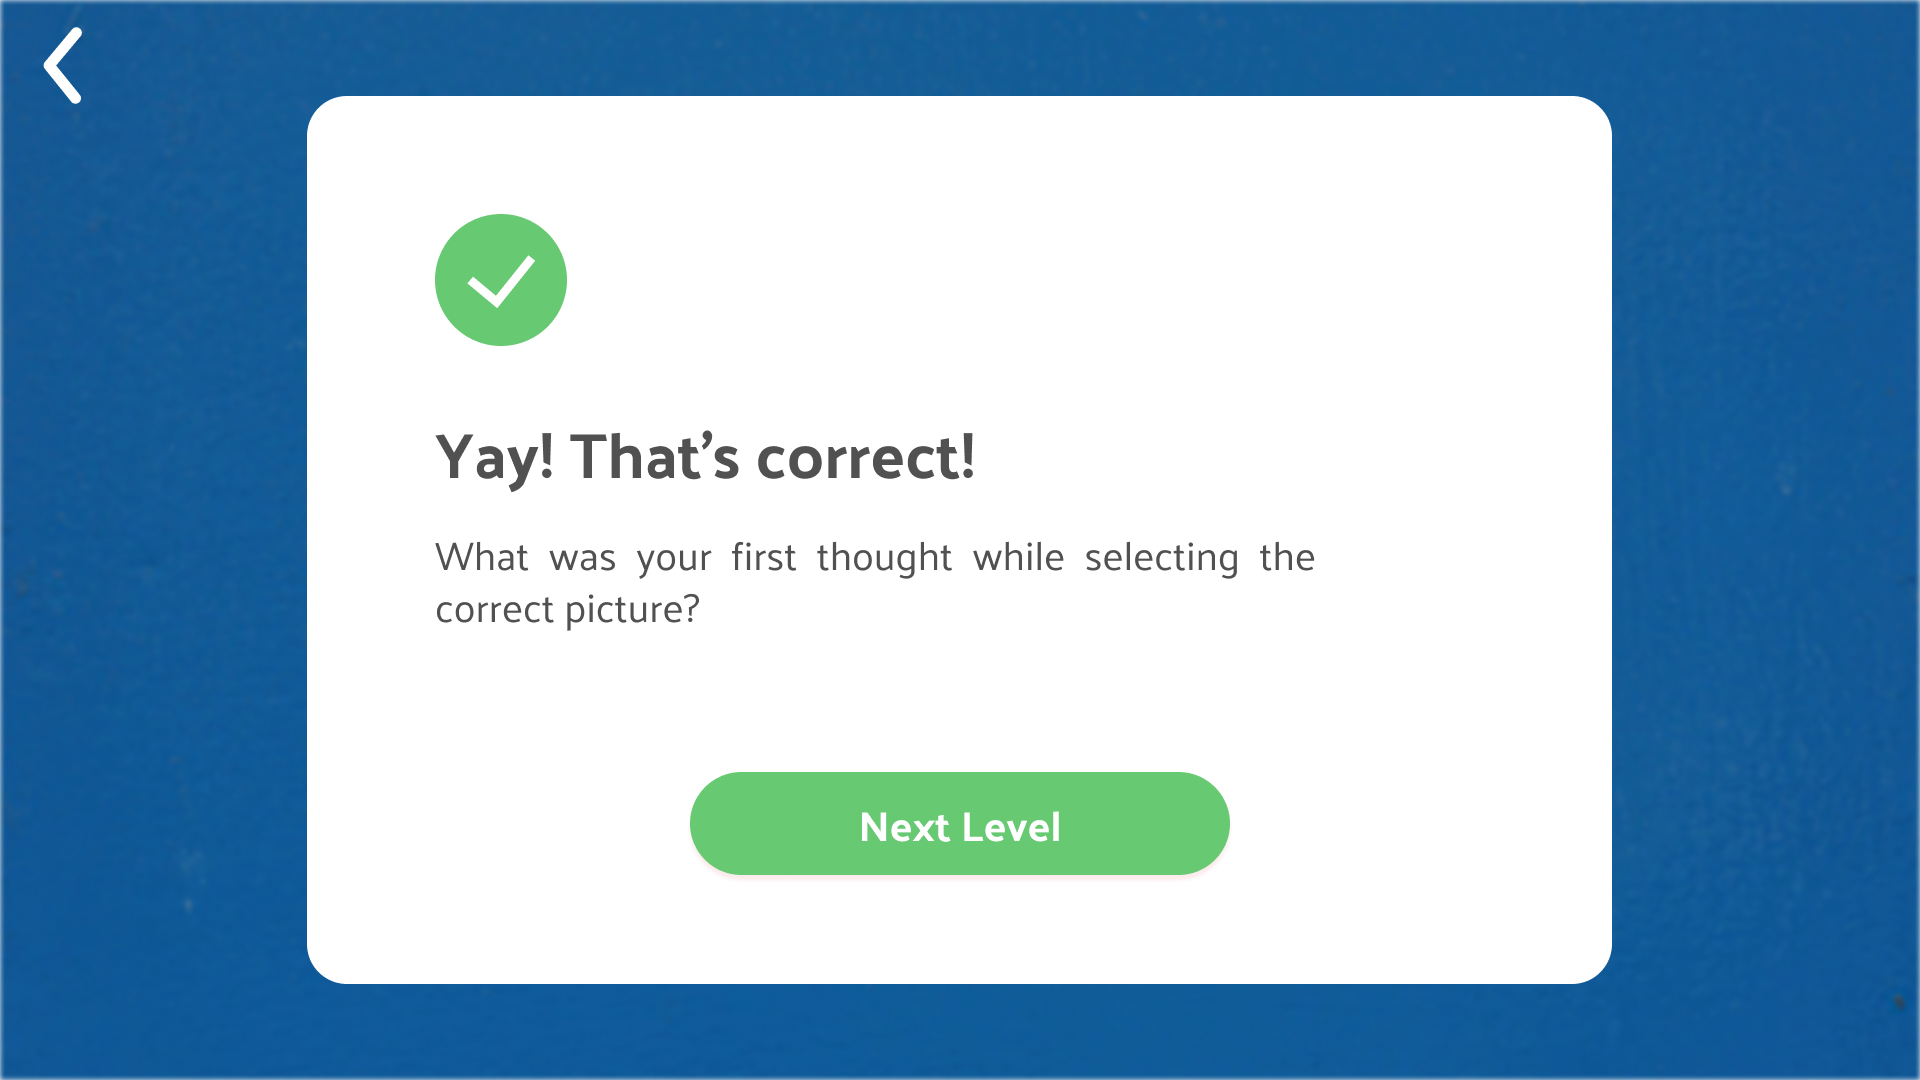 Yay! That’s correct!
What was your first thought while selecting the
correct picture?
Next Level